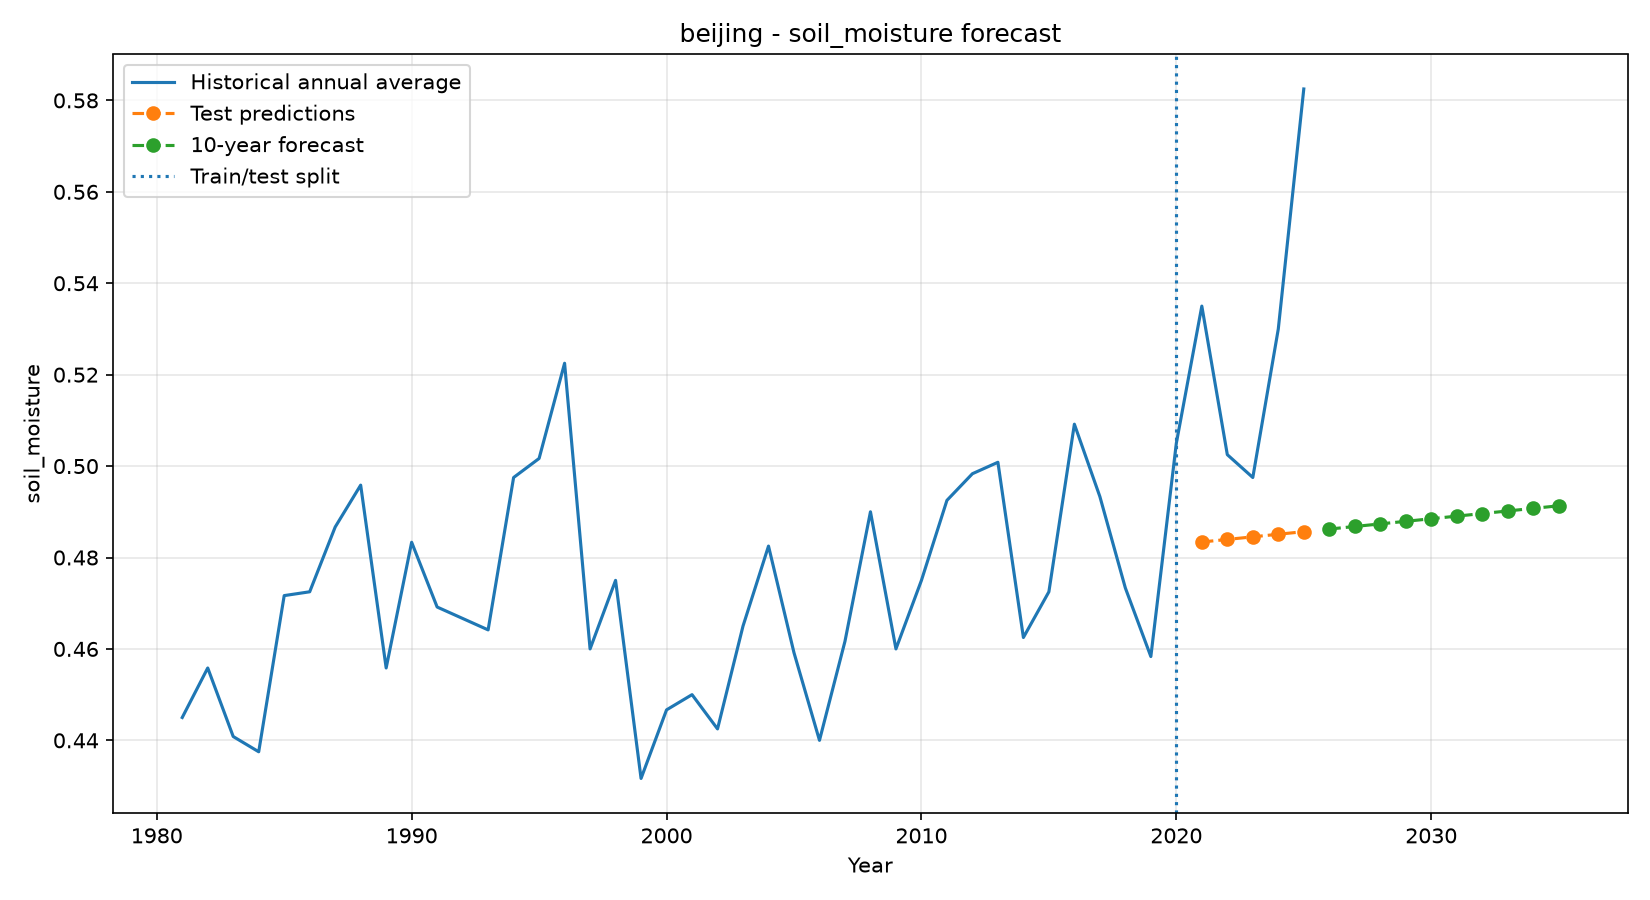 beijing - soil_moisture forecast
Historical annual average
Test predictions
10-year forecast
Train/test split
0.58
0.56
0.54
0.52
0.50
0.48
0.46
0.44
soil_moisture
1980 1990 2000 2010 2020 2030
Year